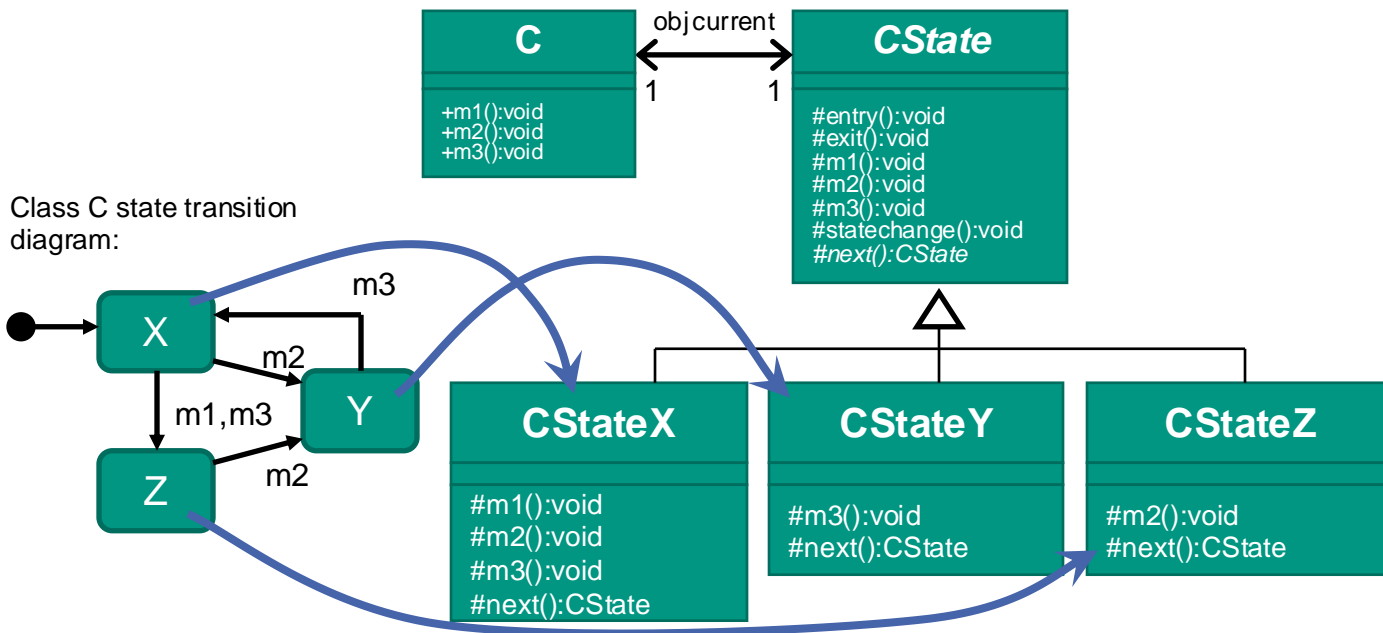 C
+m1():void
+m2():void
+m3():void
objcurrent
1
1
CState
#entry():void
#exit():void
#m1():void
#m2():void
#m3():void
#statechange():void
#next():CState
Class C state transition
diagram:
X
m3
m2
Y
m1,m3
Z
m2
CStateX
#m1():void
#m2():void
#m3():void
#next():CState
CStateY
#m3():void
#next():CState
CStateZ
#m2():void
#next():CState